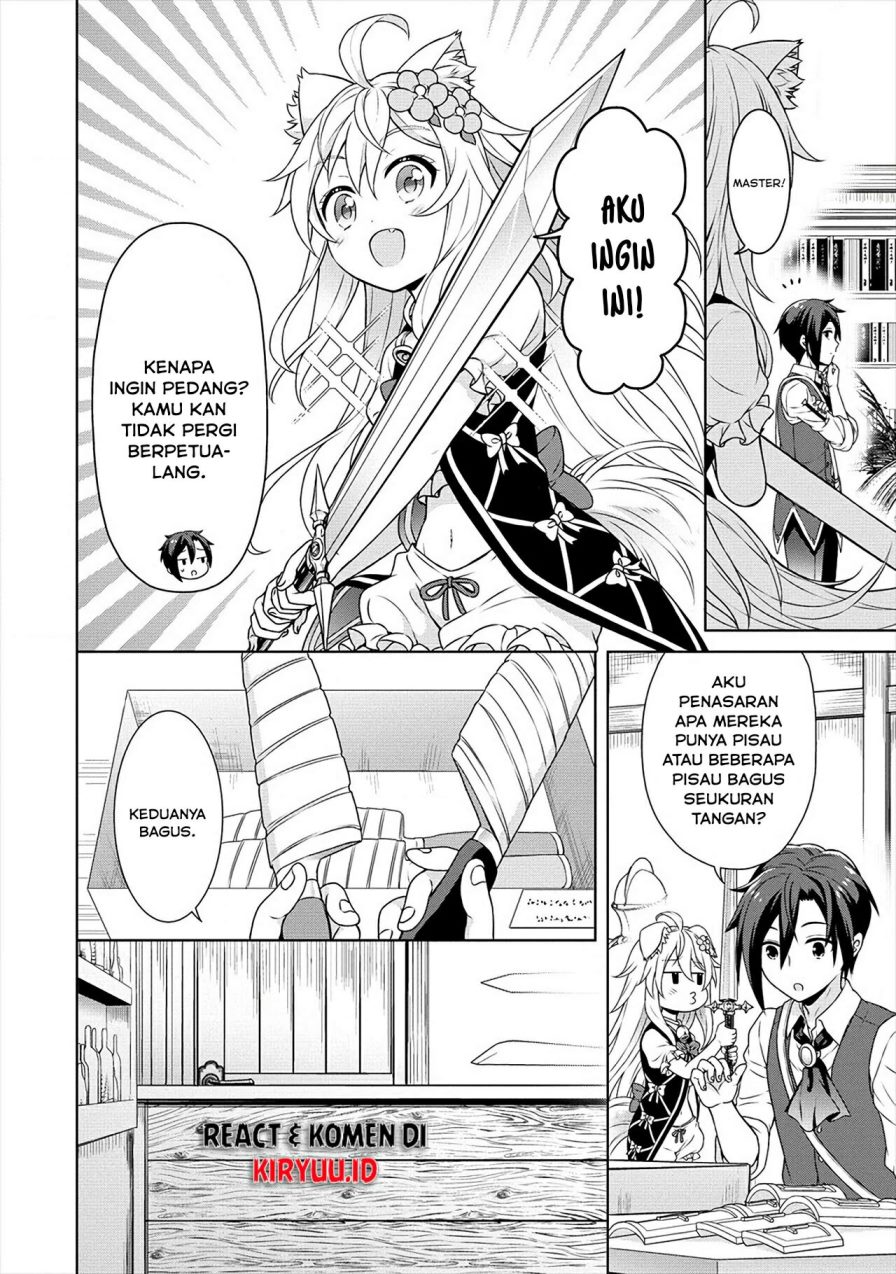 MASTER!
AKU
INGIN
INI!
KENAPA
INGIN PEDANG?
KAMU KAN
TIDAK PERGI
BERPETUA-
LANG.
AKU
PENASARAN
APA MEREKA
PUNYA PISAU
ATAU BEBERAPA
PISAU BAGUS
SEUKURAN
TANGAN?
KEDUANYA
BAGUS.
REACT & KOMEN DI
KIRYUU.ID